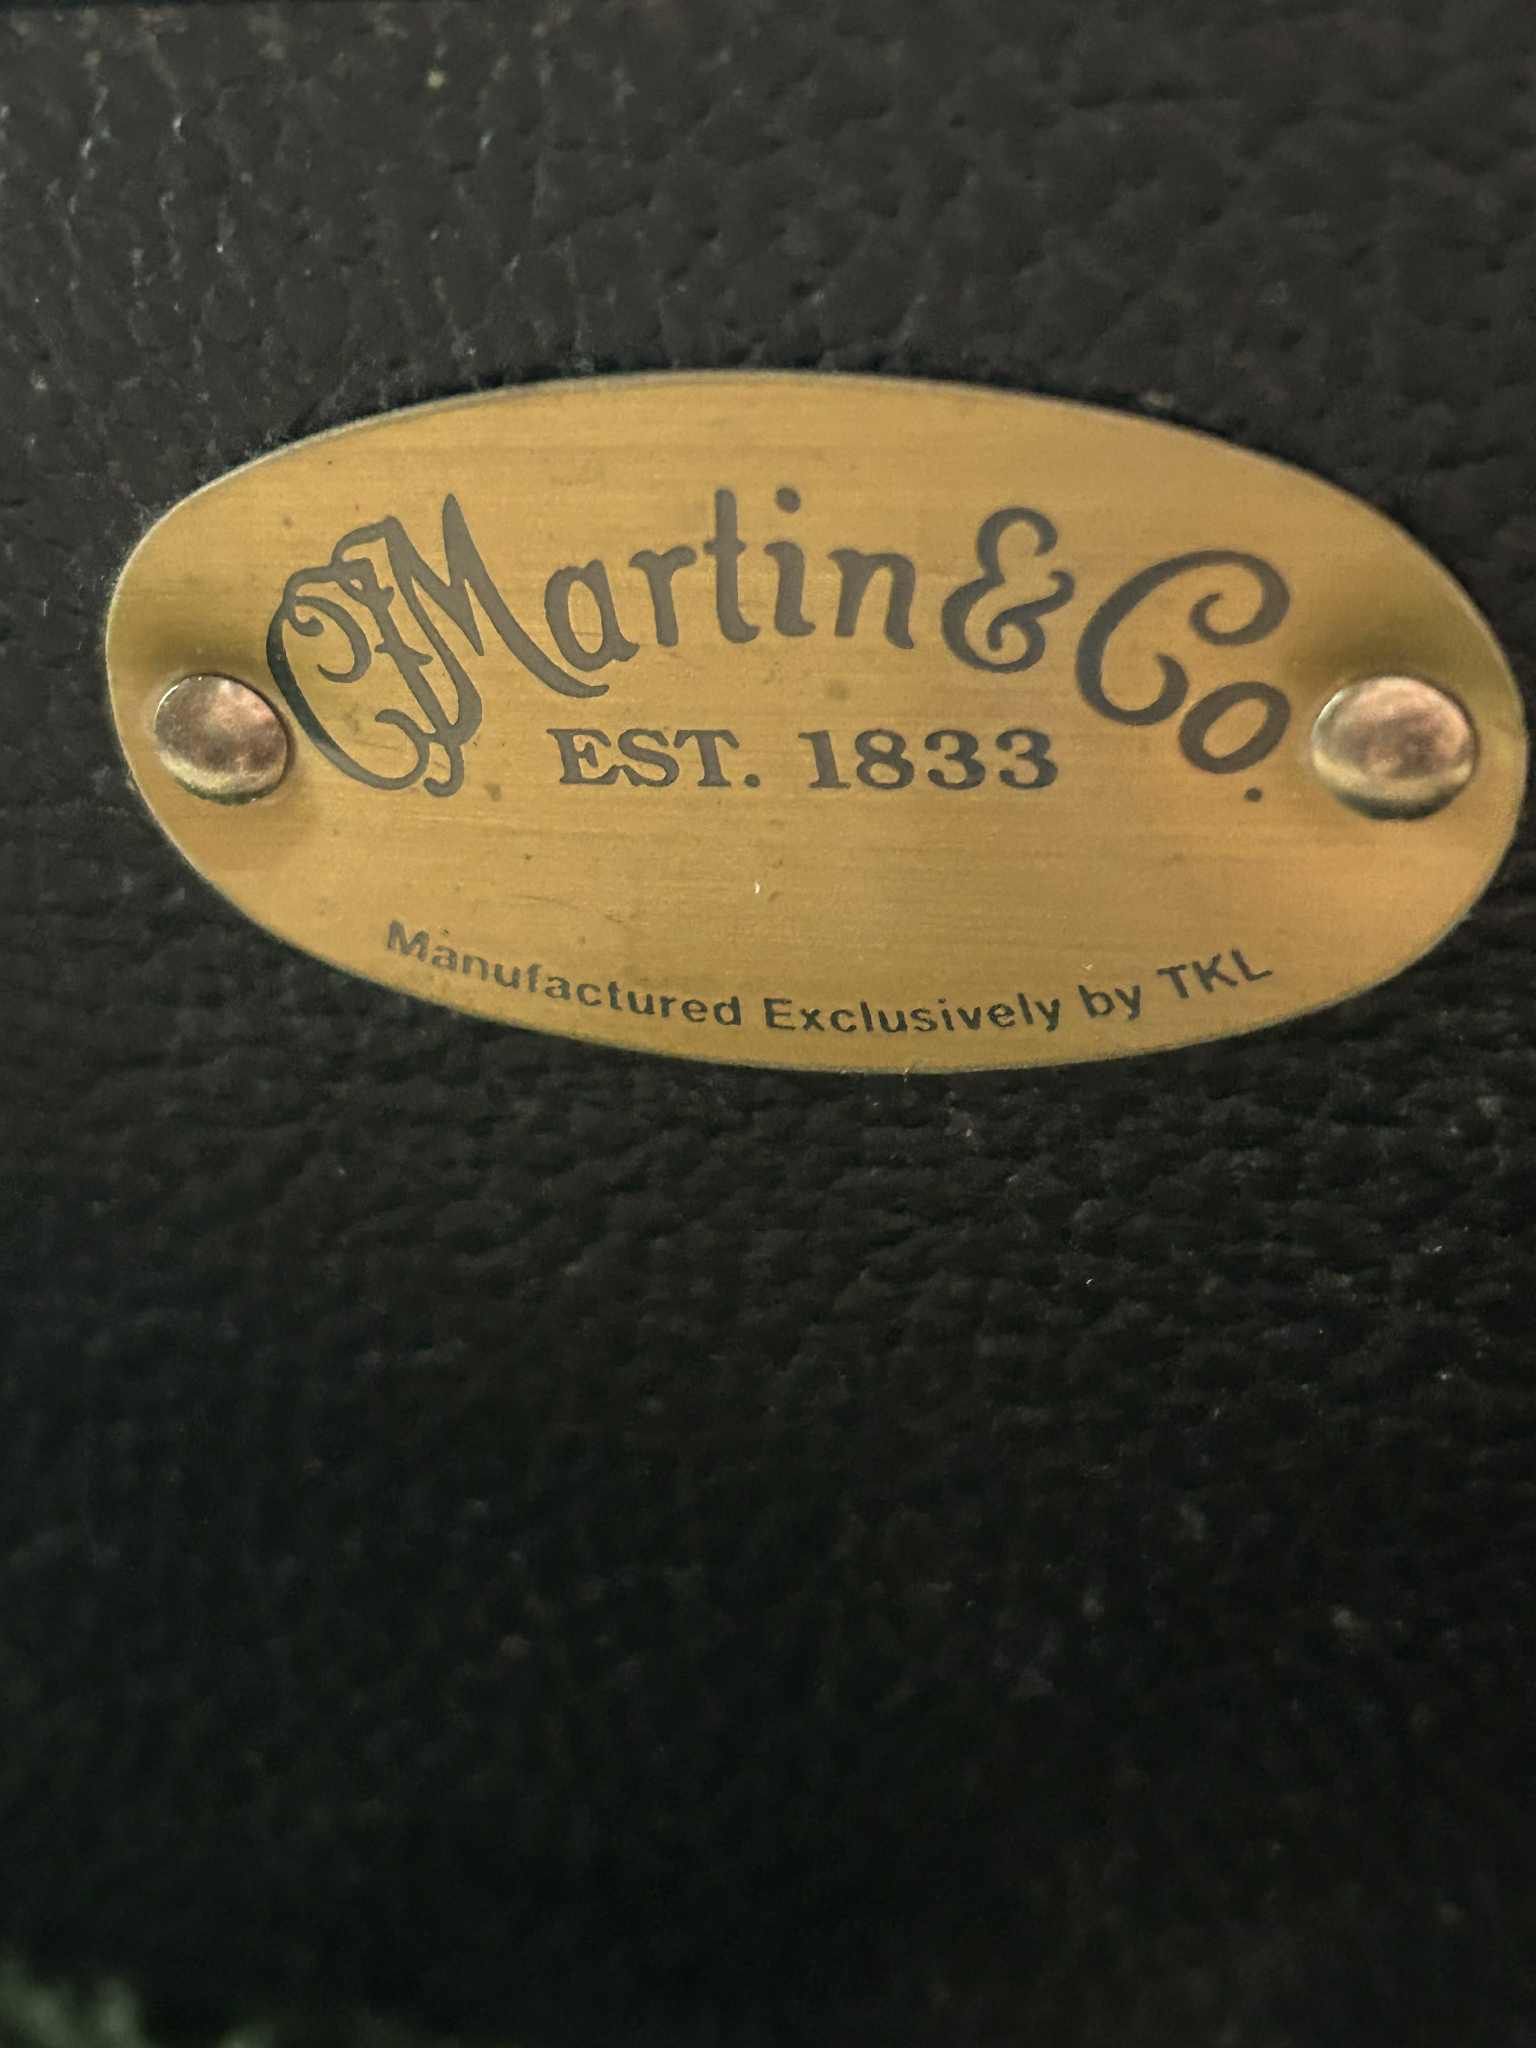 CFMartin & Co.
EST. 1833
Manufactured Exclusively by TKL